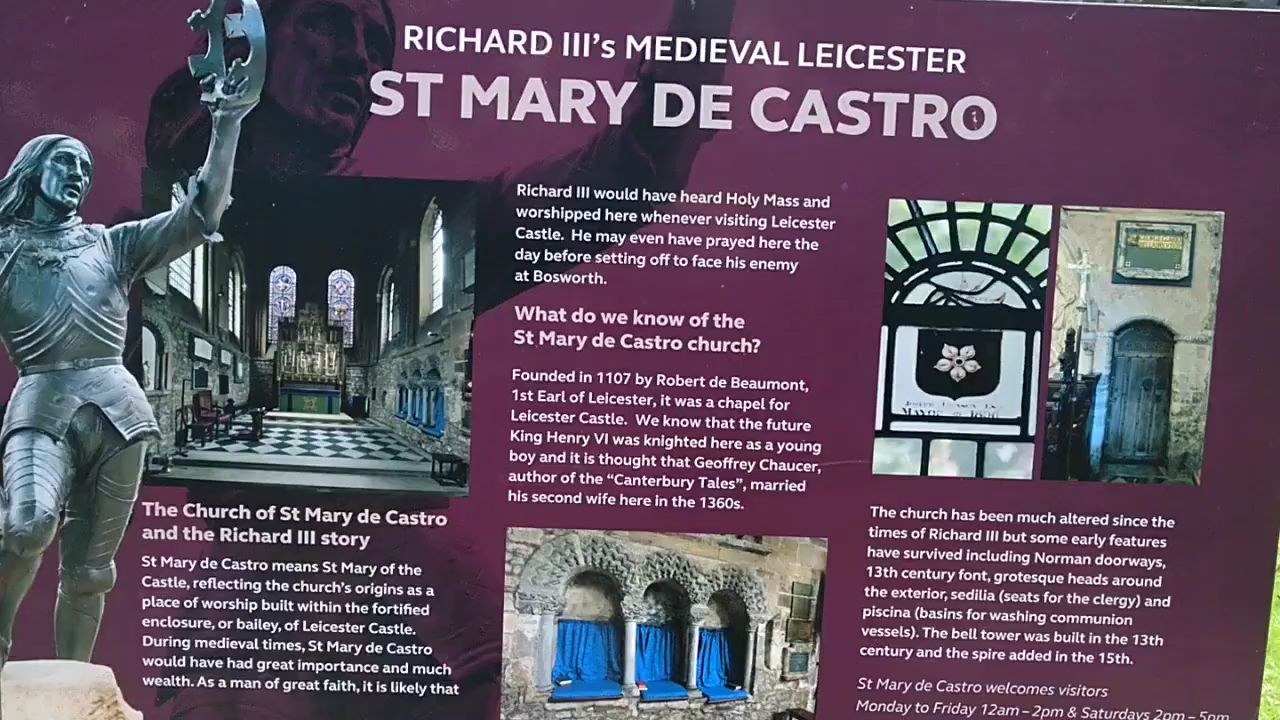 RICHARD III's MEDIEVAL LEICESTER
ST MARY DE CASTRO
The Church of St Mary de Castro
and the Richard III story
St Mary de Castro means St Mary of the
Castle, reflecting the church's origins as a
place of worship built within the fortified
enclosure, or bailey, of Leicester Castle.
During medieval times, St Mary de Castro
would have had great importance and much
wealth. As a man of great faith, it is likely that
Richard III would have heard Holy Mass and
worshipped here whenever visiting Leicester
Castle. He may even have prayed here the
day before setting off to face his enemy
at Bosworth.
What do we know of the
St Mary de Castro church?
Founded in 1107 by Robert de Beaumont,
1st Earl of Leicester, it was a chapel for
Leicester Castle. We know that the future
King Henry VI was knighted here as a young
boy and it is thought that Geoffrey Chaucer,
author of the “Canterbury Tales”, married
his second wife here in the 1360s.
The church has been much altered since the
times of Richard III but some early features
have survived including Norman doorways,
13th century font, grotesque heads around
the exterior, sedilia (seats for the clergy) and
piscina (basins for washing communion
vessels). The bell tower was built in the 13th
century and the spire added in the 15th.
St Mary de Castro welcomes visitors
Monday to Friday 12am – 2pm & Saturdays 2pm – 5pm